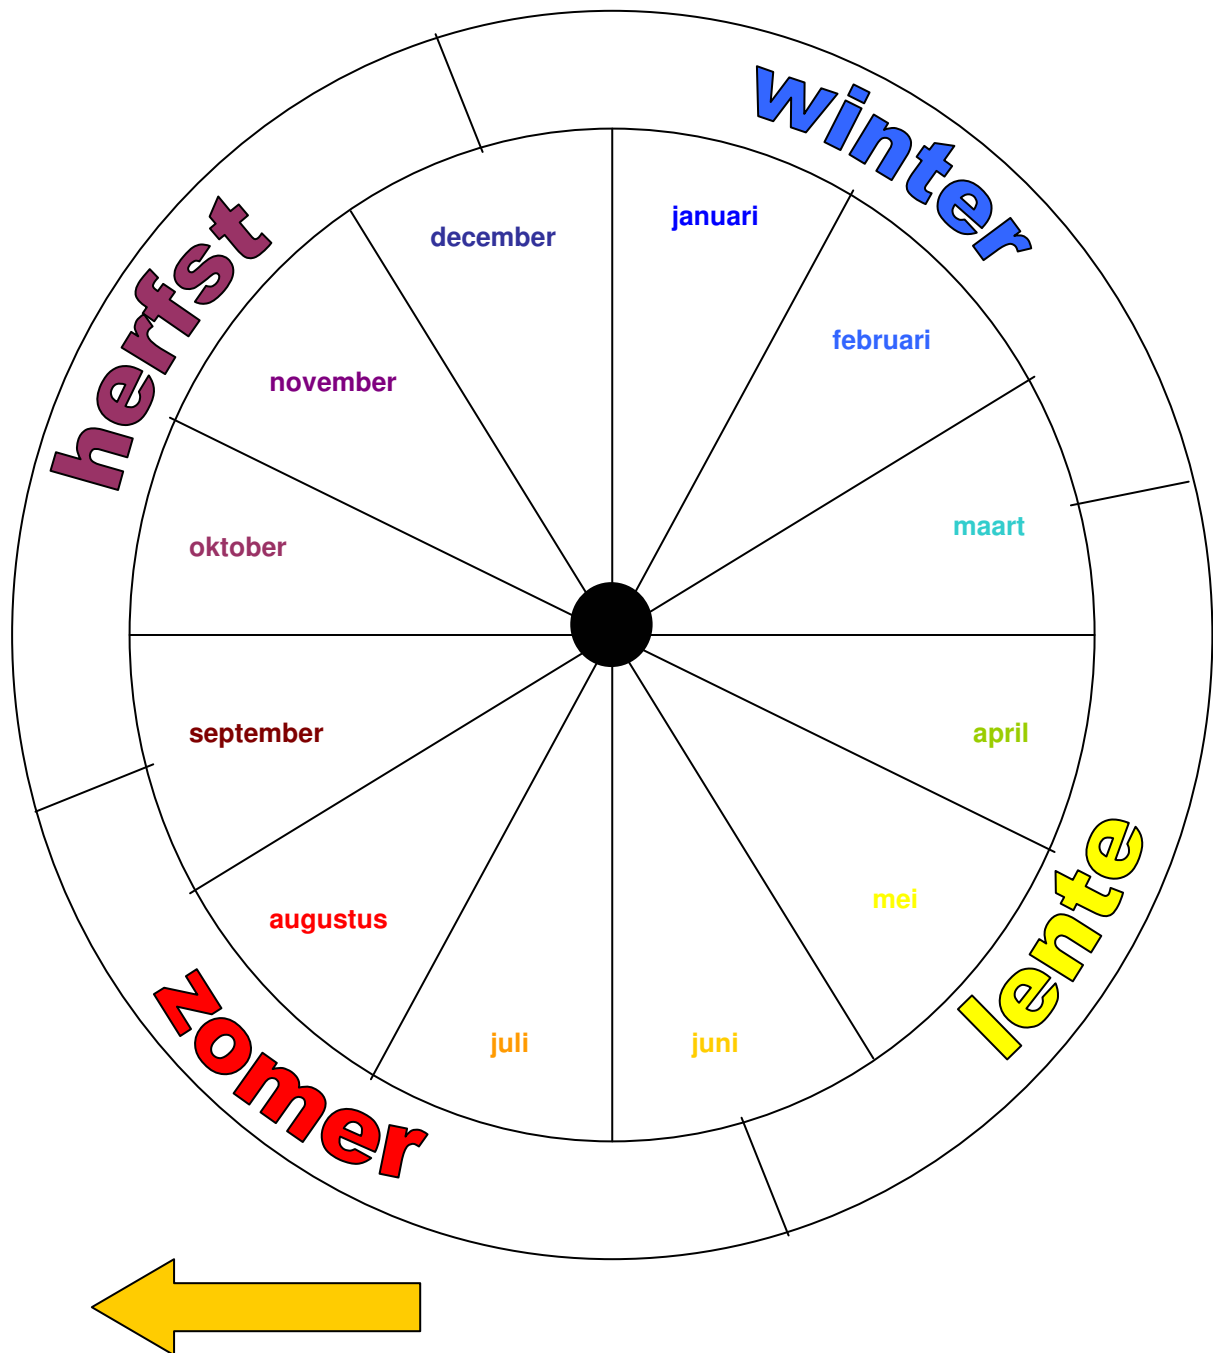 winter
januari
december
herfst
februari
november
maart
oktober
september
april
mei
lente
augustus
zomer
juli
juni